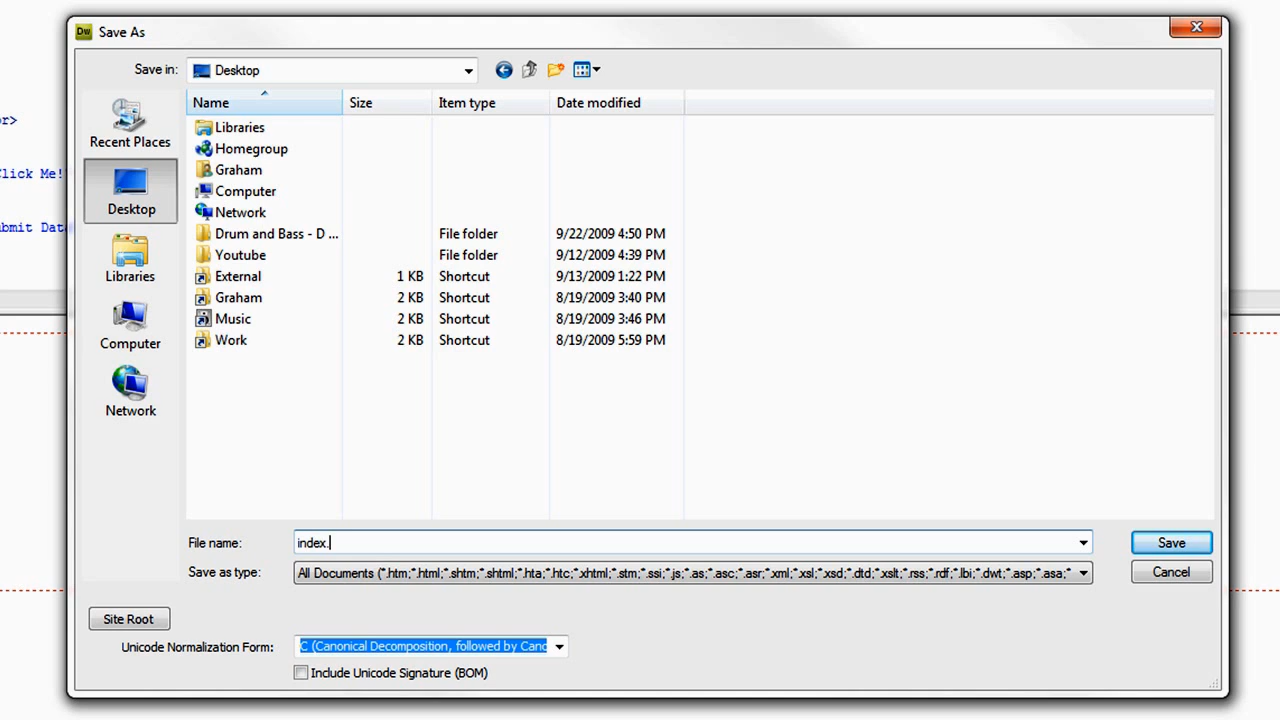 Dw Save As
Save in: Desktop
Name Size Item type Date modified
or>
Recent Places
Libraries
Homegroup
Graham
lick Me!
Computer
Desktop
Network
ubmit Dat
Drum and Bass - D ... File folder 9/22/2009 4:50 PM
Youtube File folder 9/12/2009 4:39 PM
Libraries
External 1 KB Shortcut 9/13/2009 1:22 PM
Graham 2 KB Shortcut 8/19/2009 3:40 PM
Music 2 KB Shortcut 8/19/2009 3:46 PM
Computer
Work 2 KB Shortcut 8/19/2009 5:59 PM
Network
File name: index. Save
Save as type: All Documents (*.htm;*.html;*.shtm;*.shtml;*.hta;*.htc;*.xhtml;*.stm;*.ssi;*.js;*.as;*.asc;*.asr;*.xml;*.xsl;*.xsd;*.dtd;*.xslt;*.rss;*.rdf;*.lbi;*.dwt;*.asp;*.asa;* Cancel
Site Root
Unicode Normalization Form: C (Canonical Decomposition, followed by Canc
Include Unicode Signature (BOM)